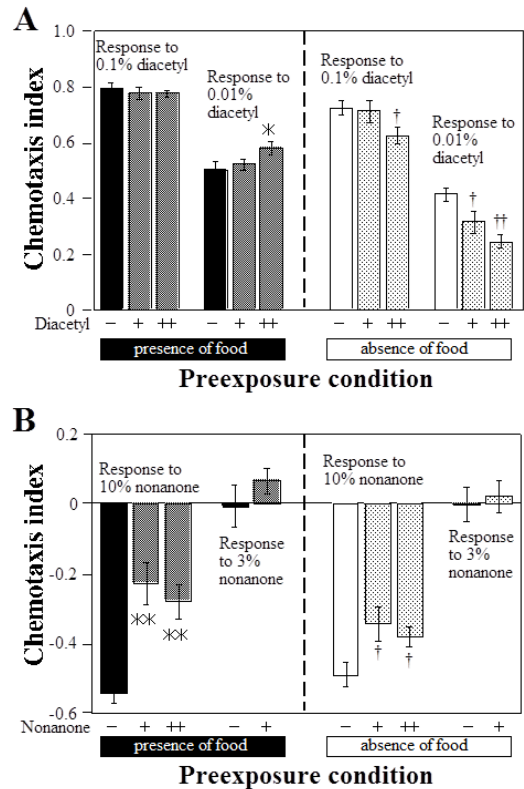 A
Chemotaxis index
1.0
0.8
0.6
0.4
0.2
0
Response to
0.1% diacetyl
Response to
0.01%
diacetyl
*
Response to
0.1% diacetyl
†
Response to
0.01%
diacetyl
†
††
Diacetyl – + ++ – + ++ – + ++ – + ++
presence of food absence of food
Preexposure condition
B
Chemotaxis index
0.2
0
-0.2
-0.4
-0.6
Response to
10% nonanone
**
**
Response
to 3%
nonanone
Response to
10% nonanone
†
†
Response
to 3%
nonanone
Nonanone – + ++ – + – + ++ – +
presence of food absence of food
Preexposure condition